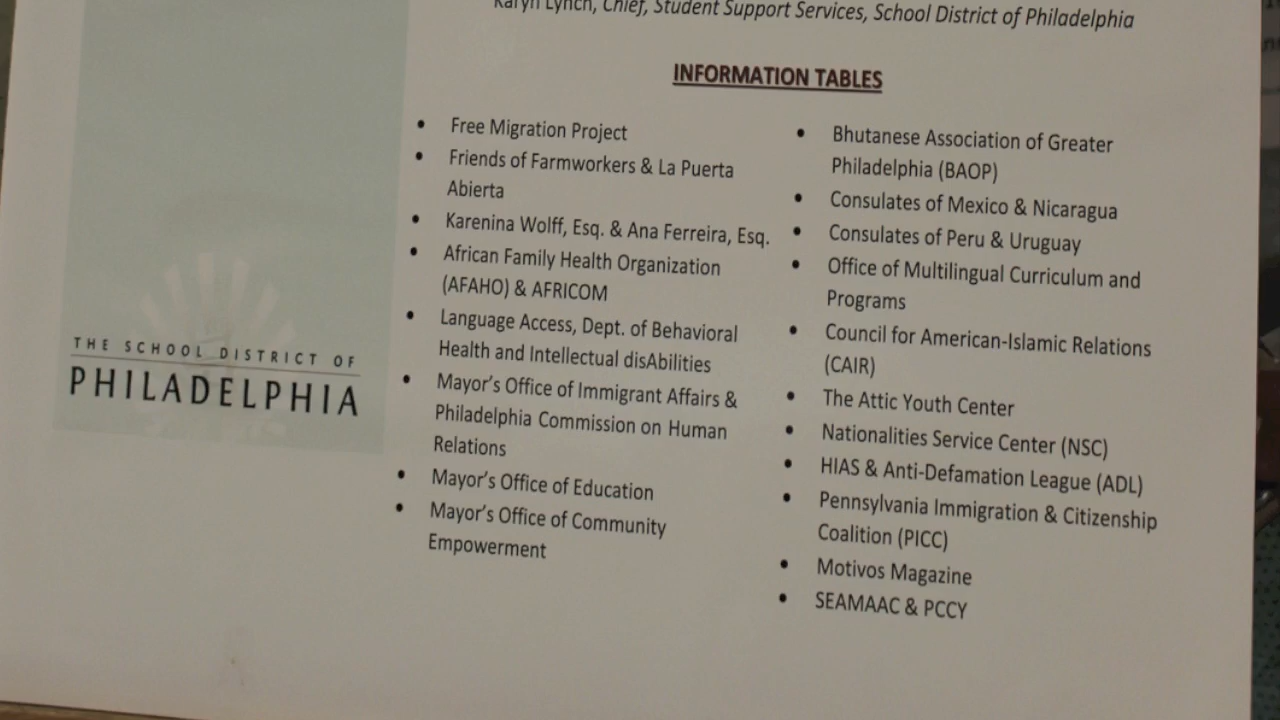 Karyn Lynch, Chief, Student Support Services, School District of Philadelphia
INFORMATION TABLES
• Free Migration Project
• Friends of Farmworkers & La Puerta
Abierta
• Karenina Wolff, Esq. & Ana Ferreira, Esq.
• African Family Health Organization
(AFAHO) & AFRICOM
• Language Access, Dept. of Behavioral
Health and Intellectual disAbilities
• Mayor's Office of Immigrant Affairs &
Philadelphia Commission on Human
Relations
• Mayor's Office of Education
• Mayor's Office of Community
Empowerment
• Bhutanese Association of Greater
Philadelphia (BAOP)
• Consulates of Mexico & Nicaragua
• Consulates of Peru & Uruguay
• Office of Multilingual Curriculum and
Programs
• Council for American-Islamic Relations
(CAIR)
• The Attic Youth Center
• Nationalities Service Center (NSC)
• HIAS & Anti-Defamation League (ADL)
• Pennsylvania Immigration & Citizenship
Coalition (PICC)
• Motivos Magazine
• SEAMAAC & PCCY
THE SCHOOL DISTRICT OF
PHILADELPHIA